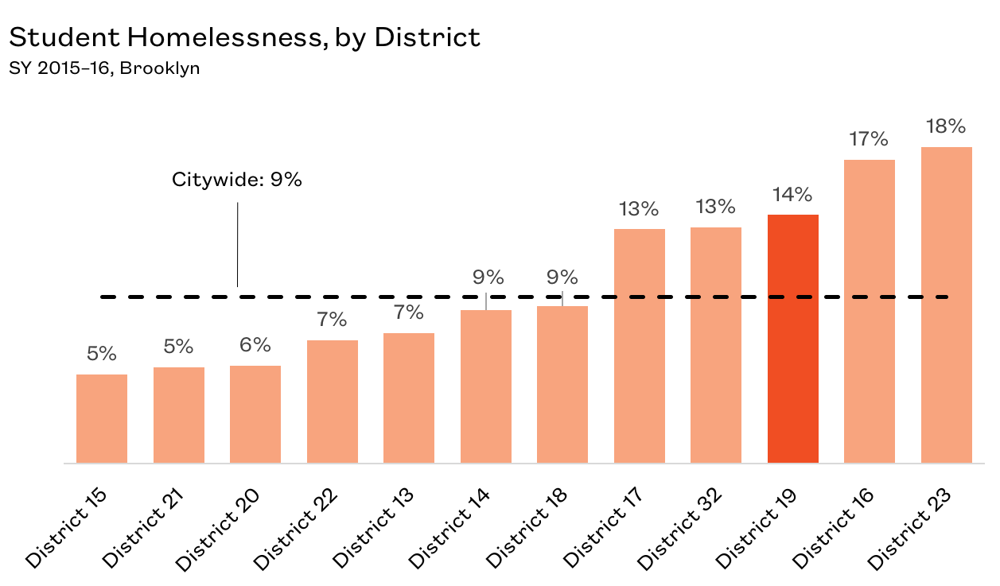 Student Homelessness, by District
SY 2015–16, Brooklyn
Citywide: 9%
5%
5%
6%
7%
7%
9%
9%
13%
13%
14%
17%
18%
District 15
District 21
District 20
District 22
District 13
District 14
District 18
District 17
District 32
District 19
District 16
District 23